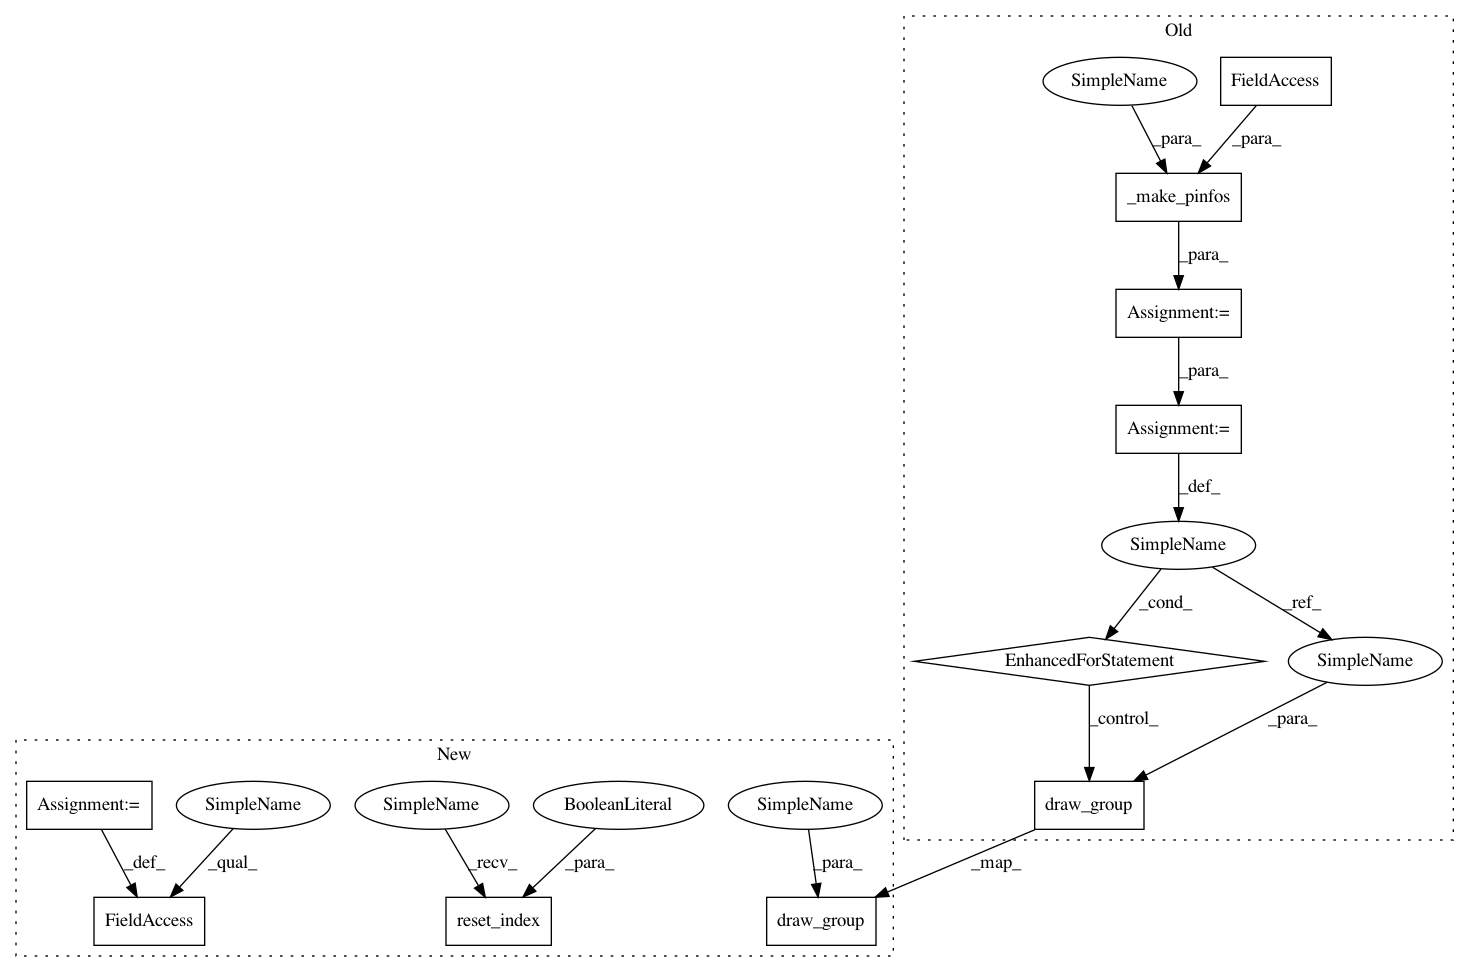 Old
SimpleName
FieldAccess
_para_
_para_
_make_pinfos
_para_
Assignment:=
_para_
Assignment:=
_def_
SimpleName
_cond_
_ref_
EnhancedForStatement
SimpleName
_control_
_para_
New
Assignment:=
SimpleName
SimpleName
BooleanLiteral
SimpleName
draw_group
_def_
_qual_
_recv_
_para_
_para_
_map_
FieldAccess
reset_index
draw_group